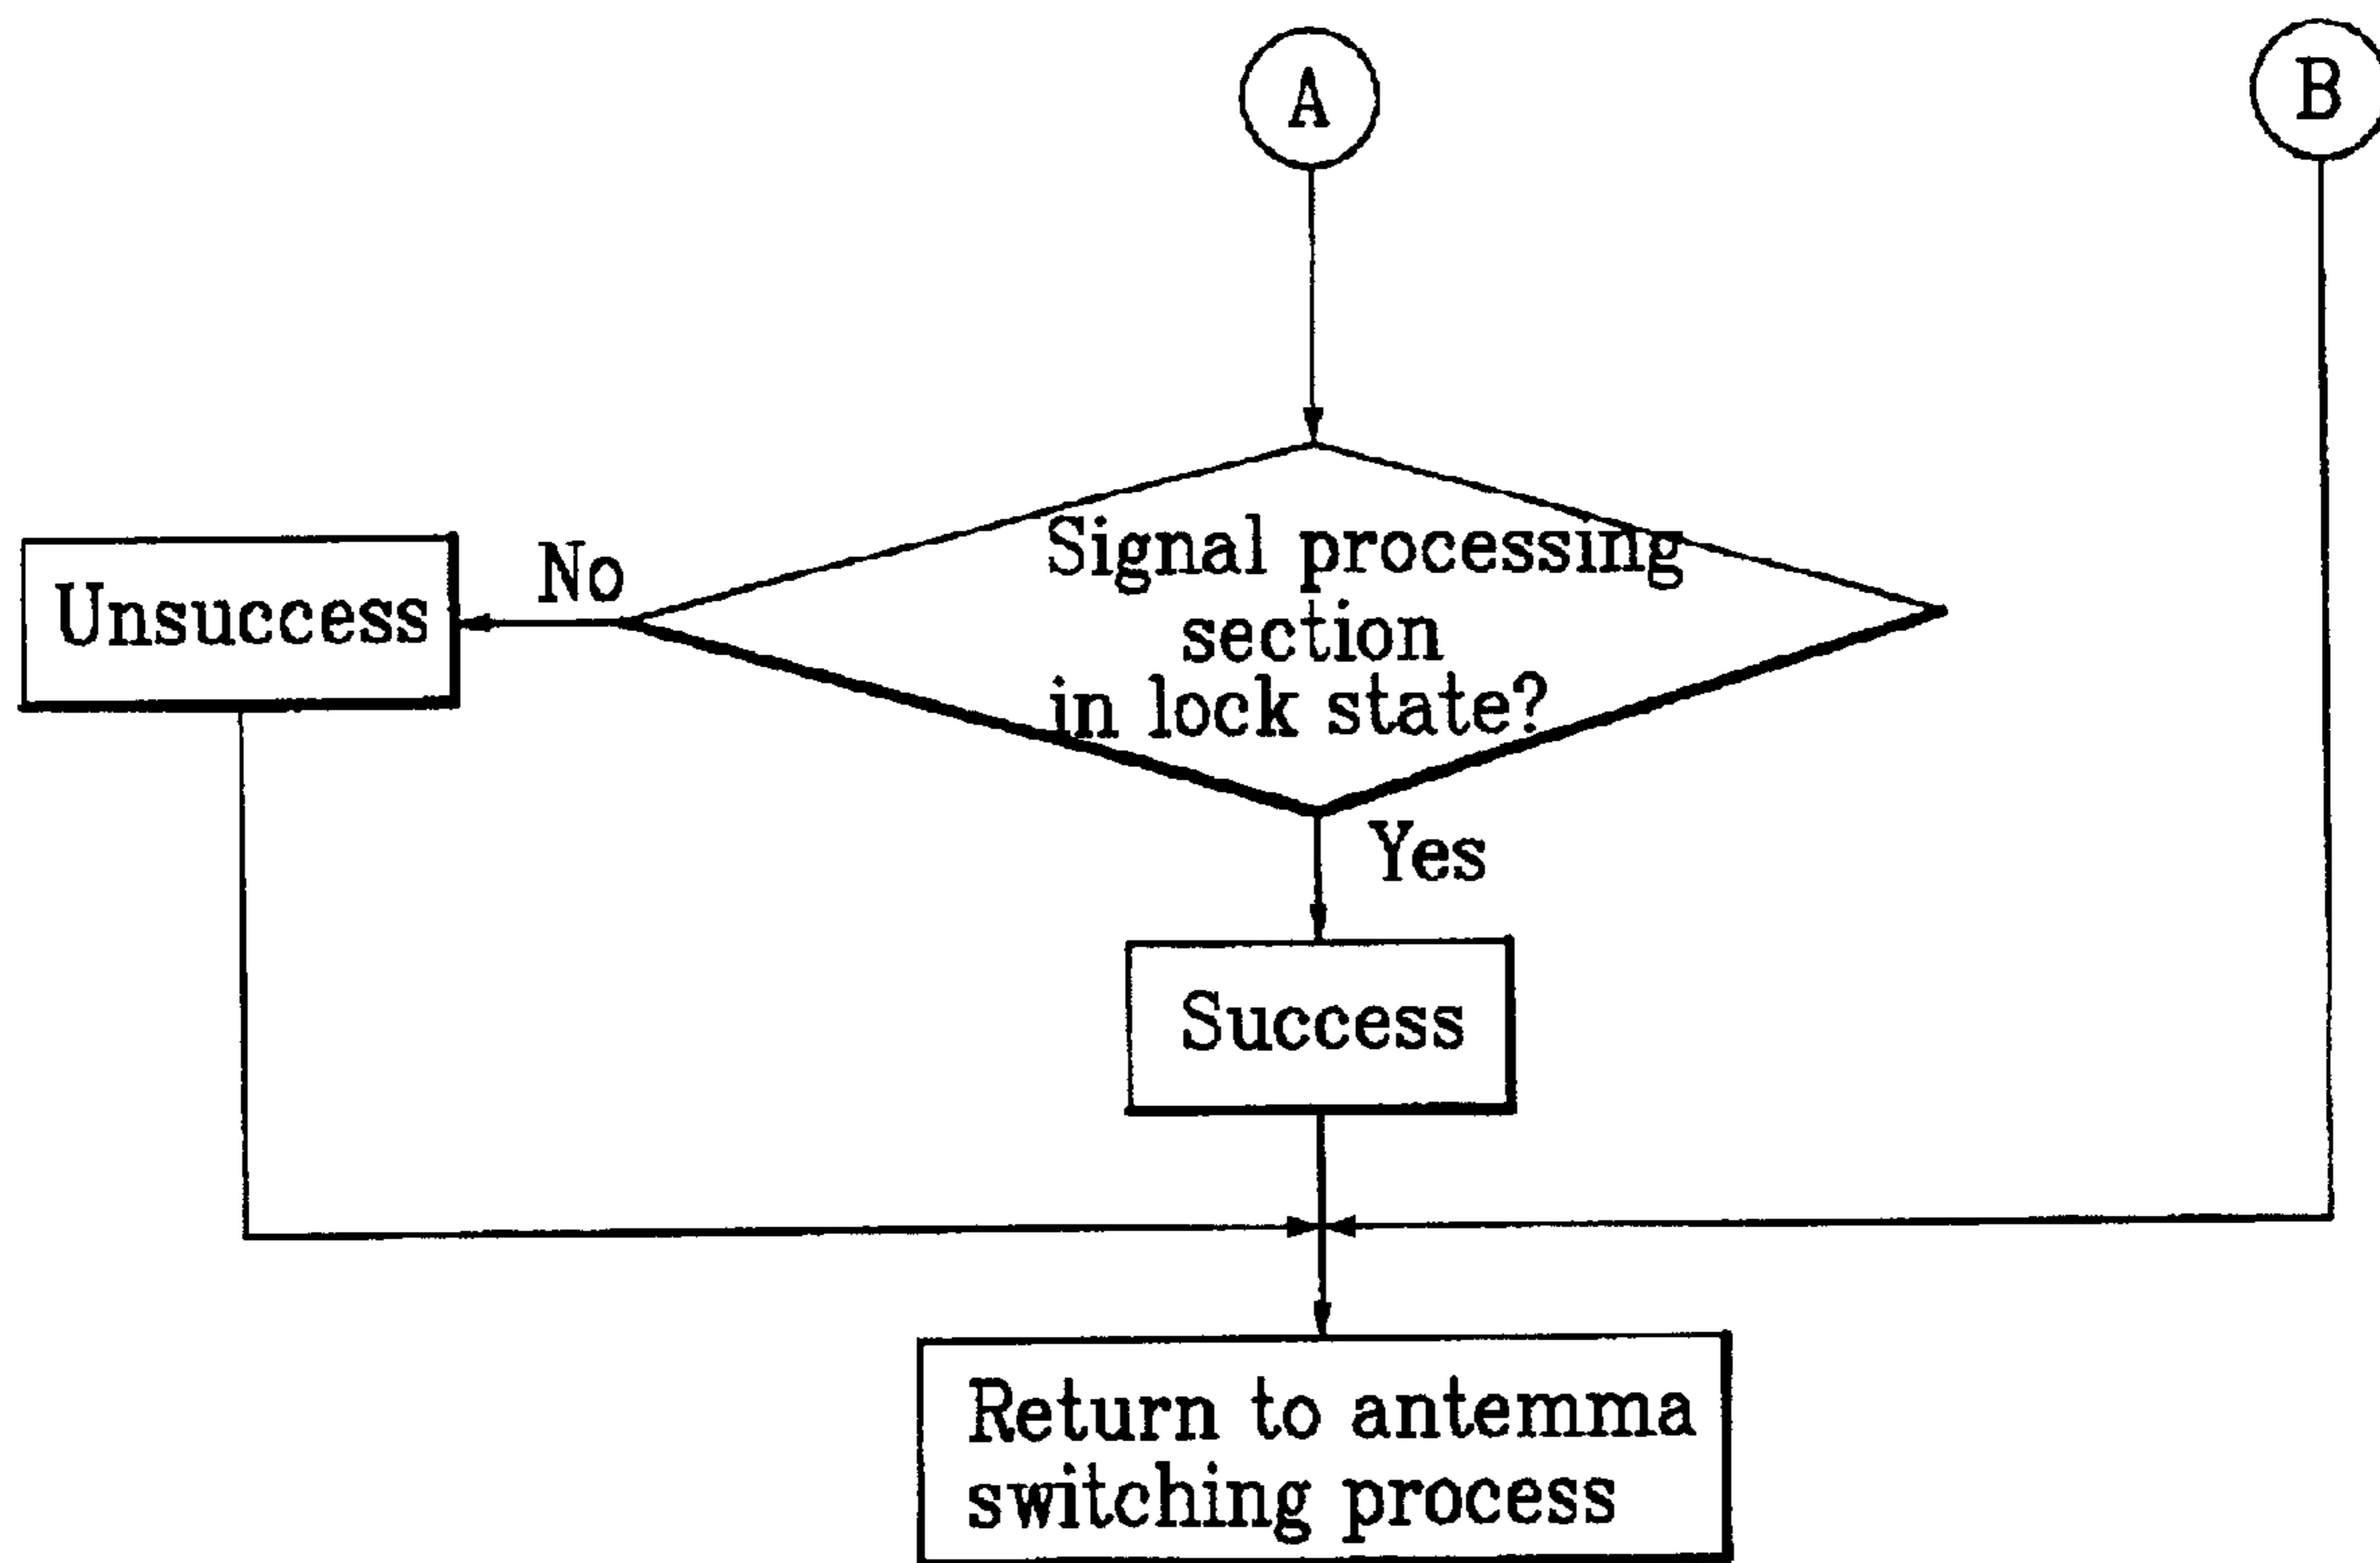 A
B
Signal processing
section
in lock state?
No
Unsuccess
Yes
Success
Return to antemma
switching process